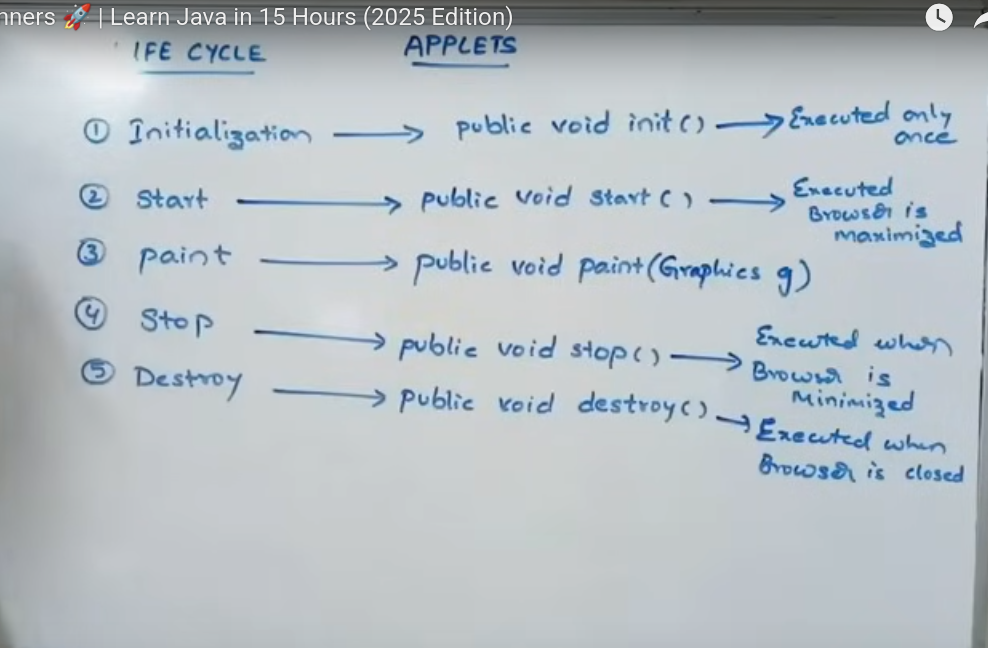 nners 🚀 | Learn Java in 15 Hours (2025 Edition)
IFE CYCLE APPLETS
① Initialization → public void init() → Executed only
once
② Start → public void start() → Executed
Browser is
maximized
③ paint → public void paint(Graphics g)
④ Stop → public void stop() → Executed when
Browser is
Minimized
⑤ Destroy → public void destroy() → Executed when
Browser is closed